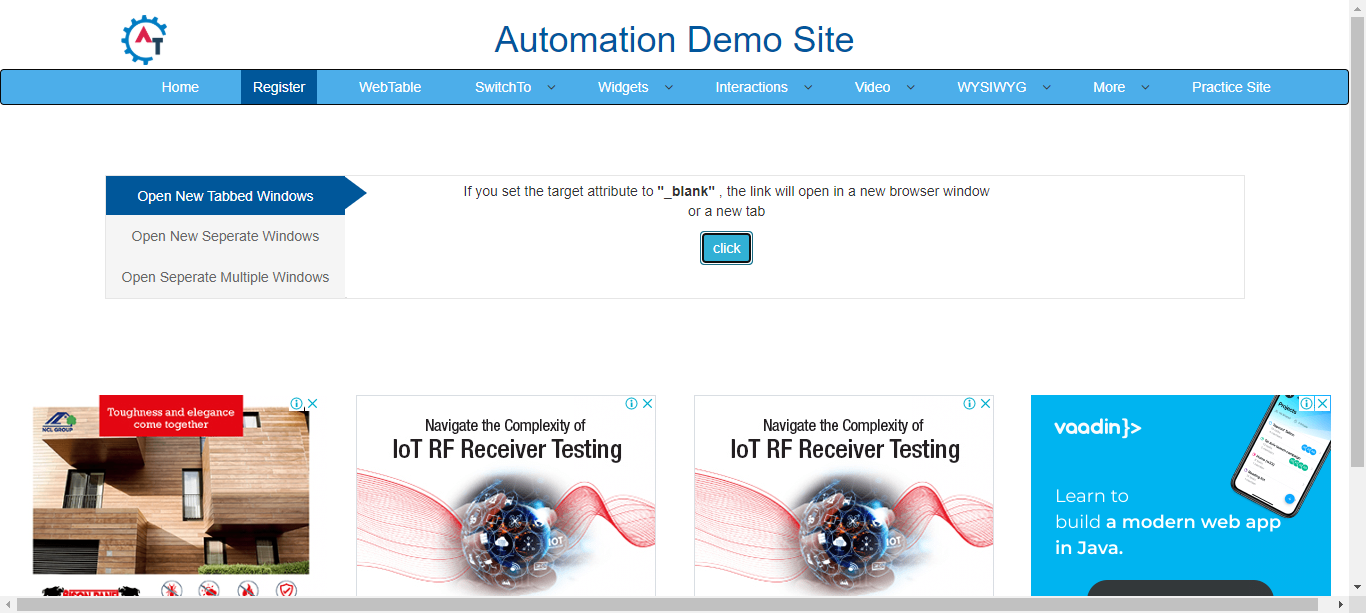 AT
Automation Demo Site
Home Register WebTable SwitchTo Widgets Interactions Video WYSIWYG More Practice Site
Open New Tabbed Windows
Open New Seperate Windows
Open Seperate Multiple Windows
If you set the target attribute to "_blank" , the link will open in a new browser window
or a new tab
click
Toughness and elegance
come together
NCL GROUP
Navigate the Complexity of
IoT RF Receiver Testing
IOT
Navigate the Complexity of
IoT RF Receiver Testing
IOT
vaadin}>
Projects
Learn to
build a modern web app
in Java.